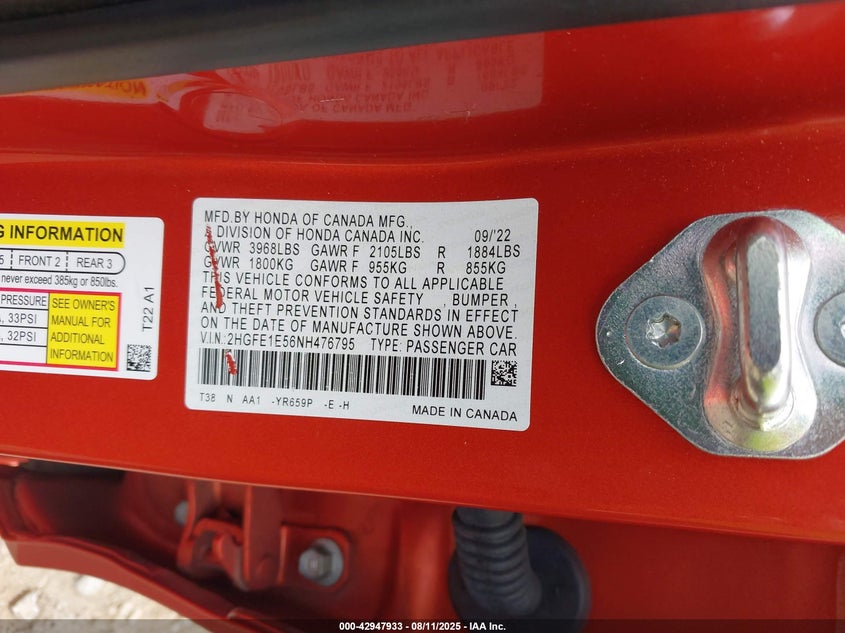 G INFORMATION
5 FRONT 2 REAR 3
never exceed 385kg or 850lbs.
PRESSURE
33PSI
32PSI
SEE OWNER'S
MANUAL FOR
ADDITIONAL
INFORMATION
T22 A1
MFD.BY HONDA OF CANADA MFG.,
A DIVISION OF HONDA CANADA INC. 09/'22
GVWR 3968LBS GAWR F 2105LBS R 1884LBS
GVWR 1800KG GAWR F 955KG R 855KG
THIS VEHICLE CONFORMS TO ALL APPLICABLE
FEDERAL MOTOR VEHICLE SAFETY , BUMPER ,
AND THEFT PREVENTION STANDARDS IN EFFECT
ON THE DATE OF MANUFACTURE SHOWN ABOVE.
V.I.N.: 2HGFE1E56NH476795 TYPE: PASSENGER CAR
T38 N AA1 -YR659P -E -H
MADE IN CANADA
000-42947933 - 08/11/2025 - IAA Inc.